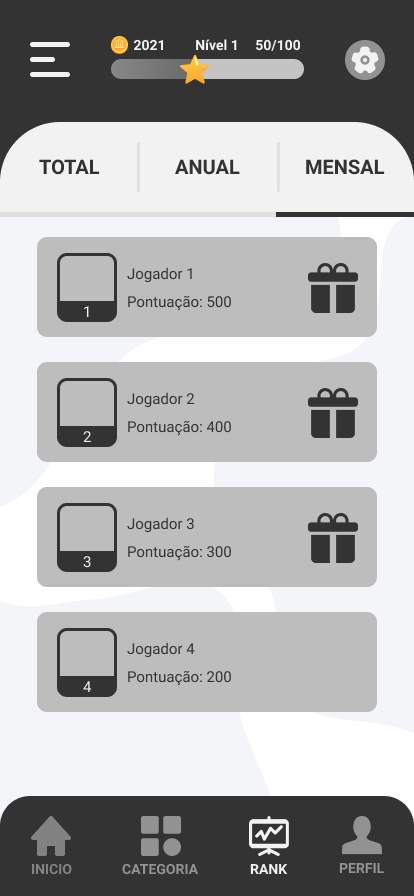 2021 Nível 1 50/100
TOTAL ANUAL MENSAL
Jogador 1
Pontuação: 500
1
Jogador 2
Pontuação: 400
2
Jogador 3
Pontuação: 300
3
Jogador 4
Pontuação: 200
4
INICIO CATEGORIA RANK PERFIL